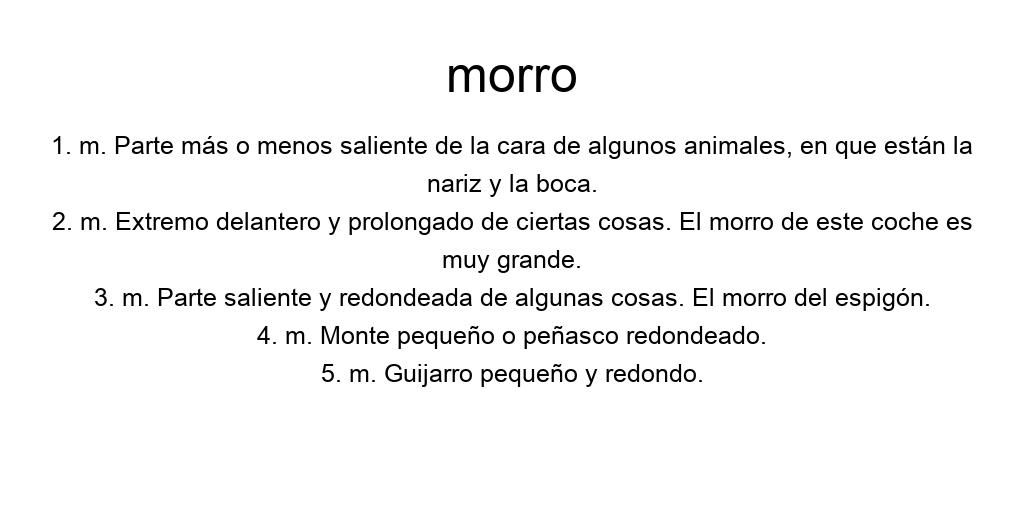 morro
1. m. Parte más o menos saliente de la cara de algunos animales, en que están la
nariz y la boca.
2. m. Extremo delantero y prolongado de ciertas cosas. El morro de este coche es
muy grande.
3. m. Parte saliente y redondeada de algunas cosas. El morro del espigón.
4. m. Monte pequeño o peñasco redondeado.
5. m. Guijarro pequeño y redondo.